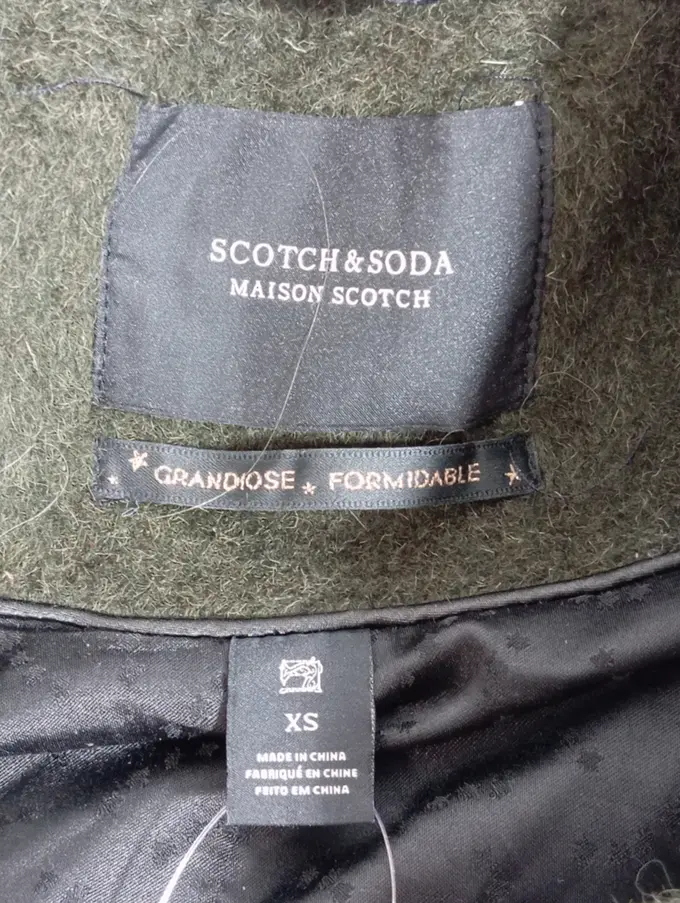 SCOTCH & SODA
MAISON SCOTCH
GRANDIOSE FORMIDABLE
XS
MADE IN CHINA
FABRIQUÉ EN CHINE
FEITO EM CHINA